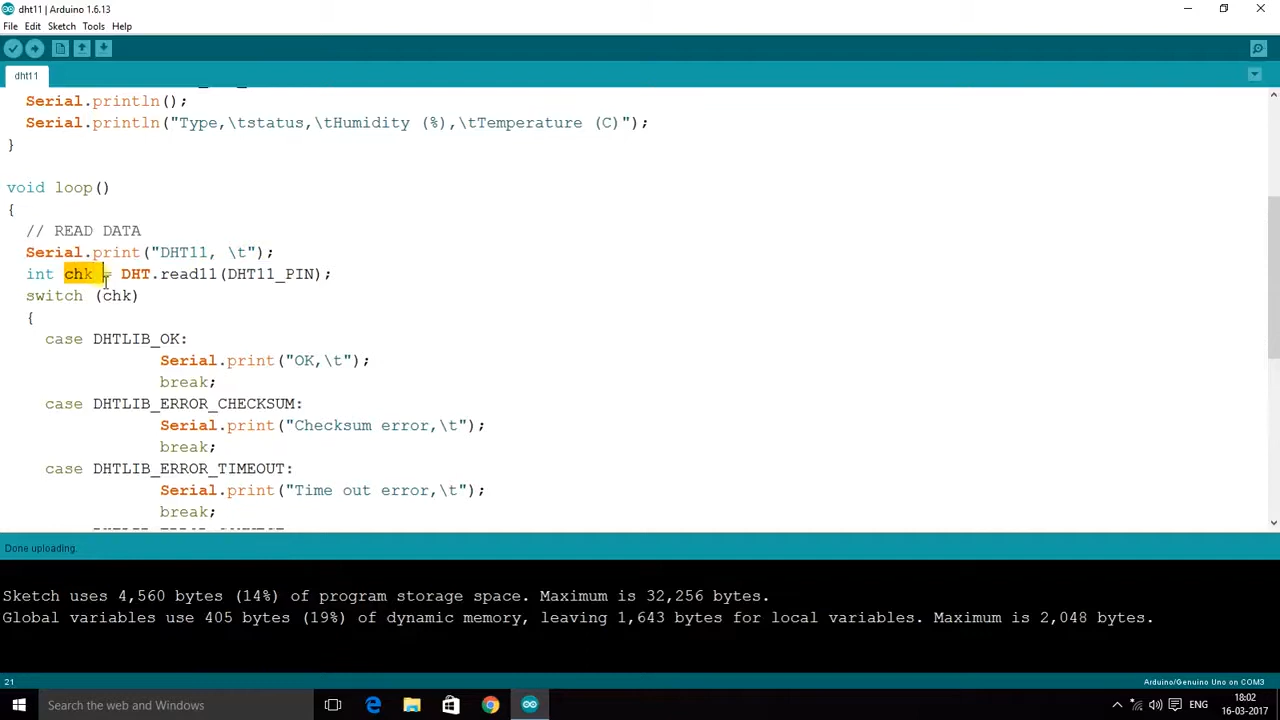 dht11 | Arduino 1.6.13
File Edit Sketch Tools Help
dht11
Serial.println();
Serial.println("Type,\tstatus,\tHumidity (%),\tTemperature (C)");
}
void loop()
{
// READ DATA
Serial.print("DHT11, \t");
int chk = DHT.read11(DHT11_PIN);
switch (chk)
{
case DHTLIB_OK:
Serial.print("OK,\t");
break;
case DHTLIB_ERROR_CHECKSUM:
Serial.print("Checksum error,\t");
break;
case DHTLIB_ERROR_TIMEOUT:
Serial.print("Time out error,\t");
break;
Done uploading.
Sketch uses 4,560 bytes (14%) of program storage space. Maximum is 32,256 bytes.
Global variables use 405 bytes (19%) of dynamic memory, leaving 1,643 bytes for local variables. Maximum is 2,048 bytes.
21
Arduino/Genuino Uno on COM3
Search the web and Windows
ENG
18:02
16-03-2017